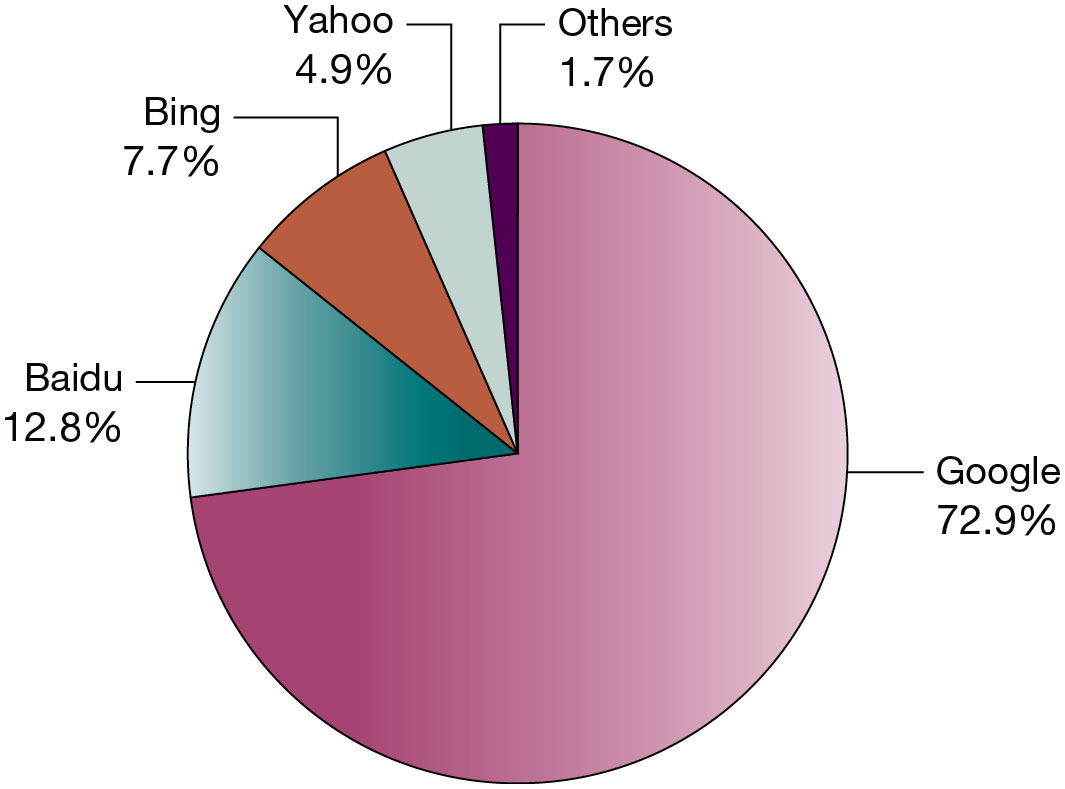 Yahoo
4.9%
Others
1.7%
Bing
7.7%
Baidu
12.8%
Google
72.9%